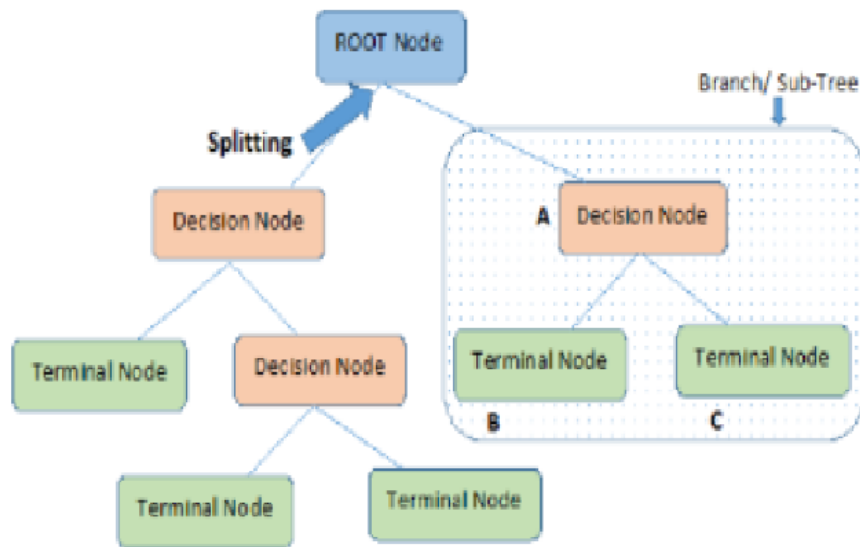 ROOT Node
Branch/ Sub-Tree
Splitting
Decision Node
A
Decision Node
Terminal Node
Decision Node
Terminal Node
Terminal Node
B
C
Terminal Node
Terminal Node